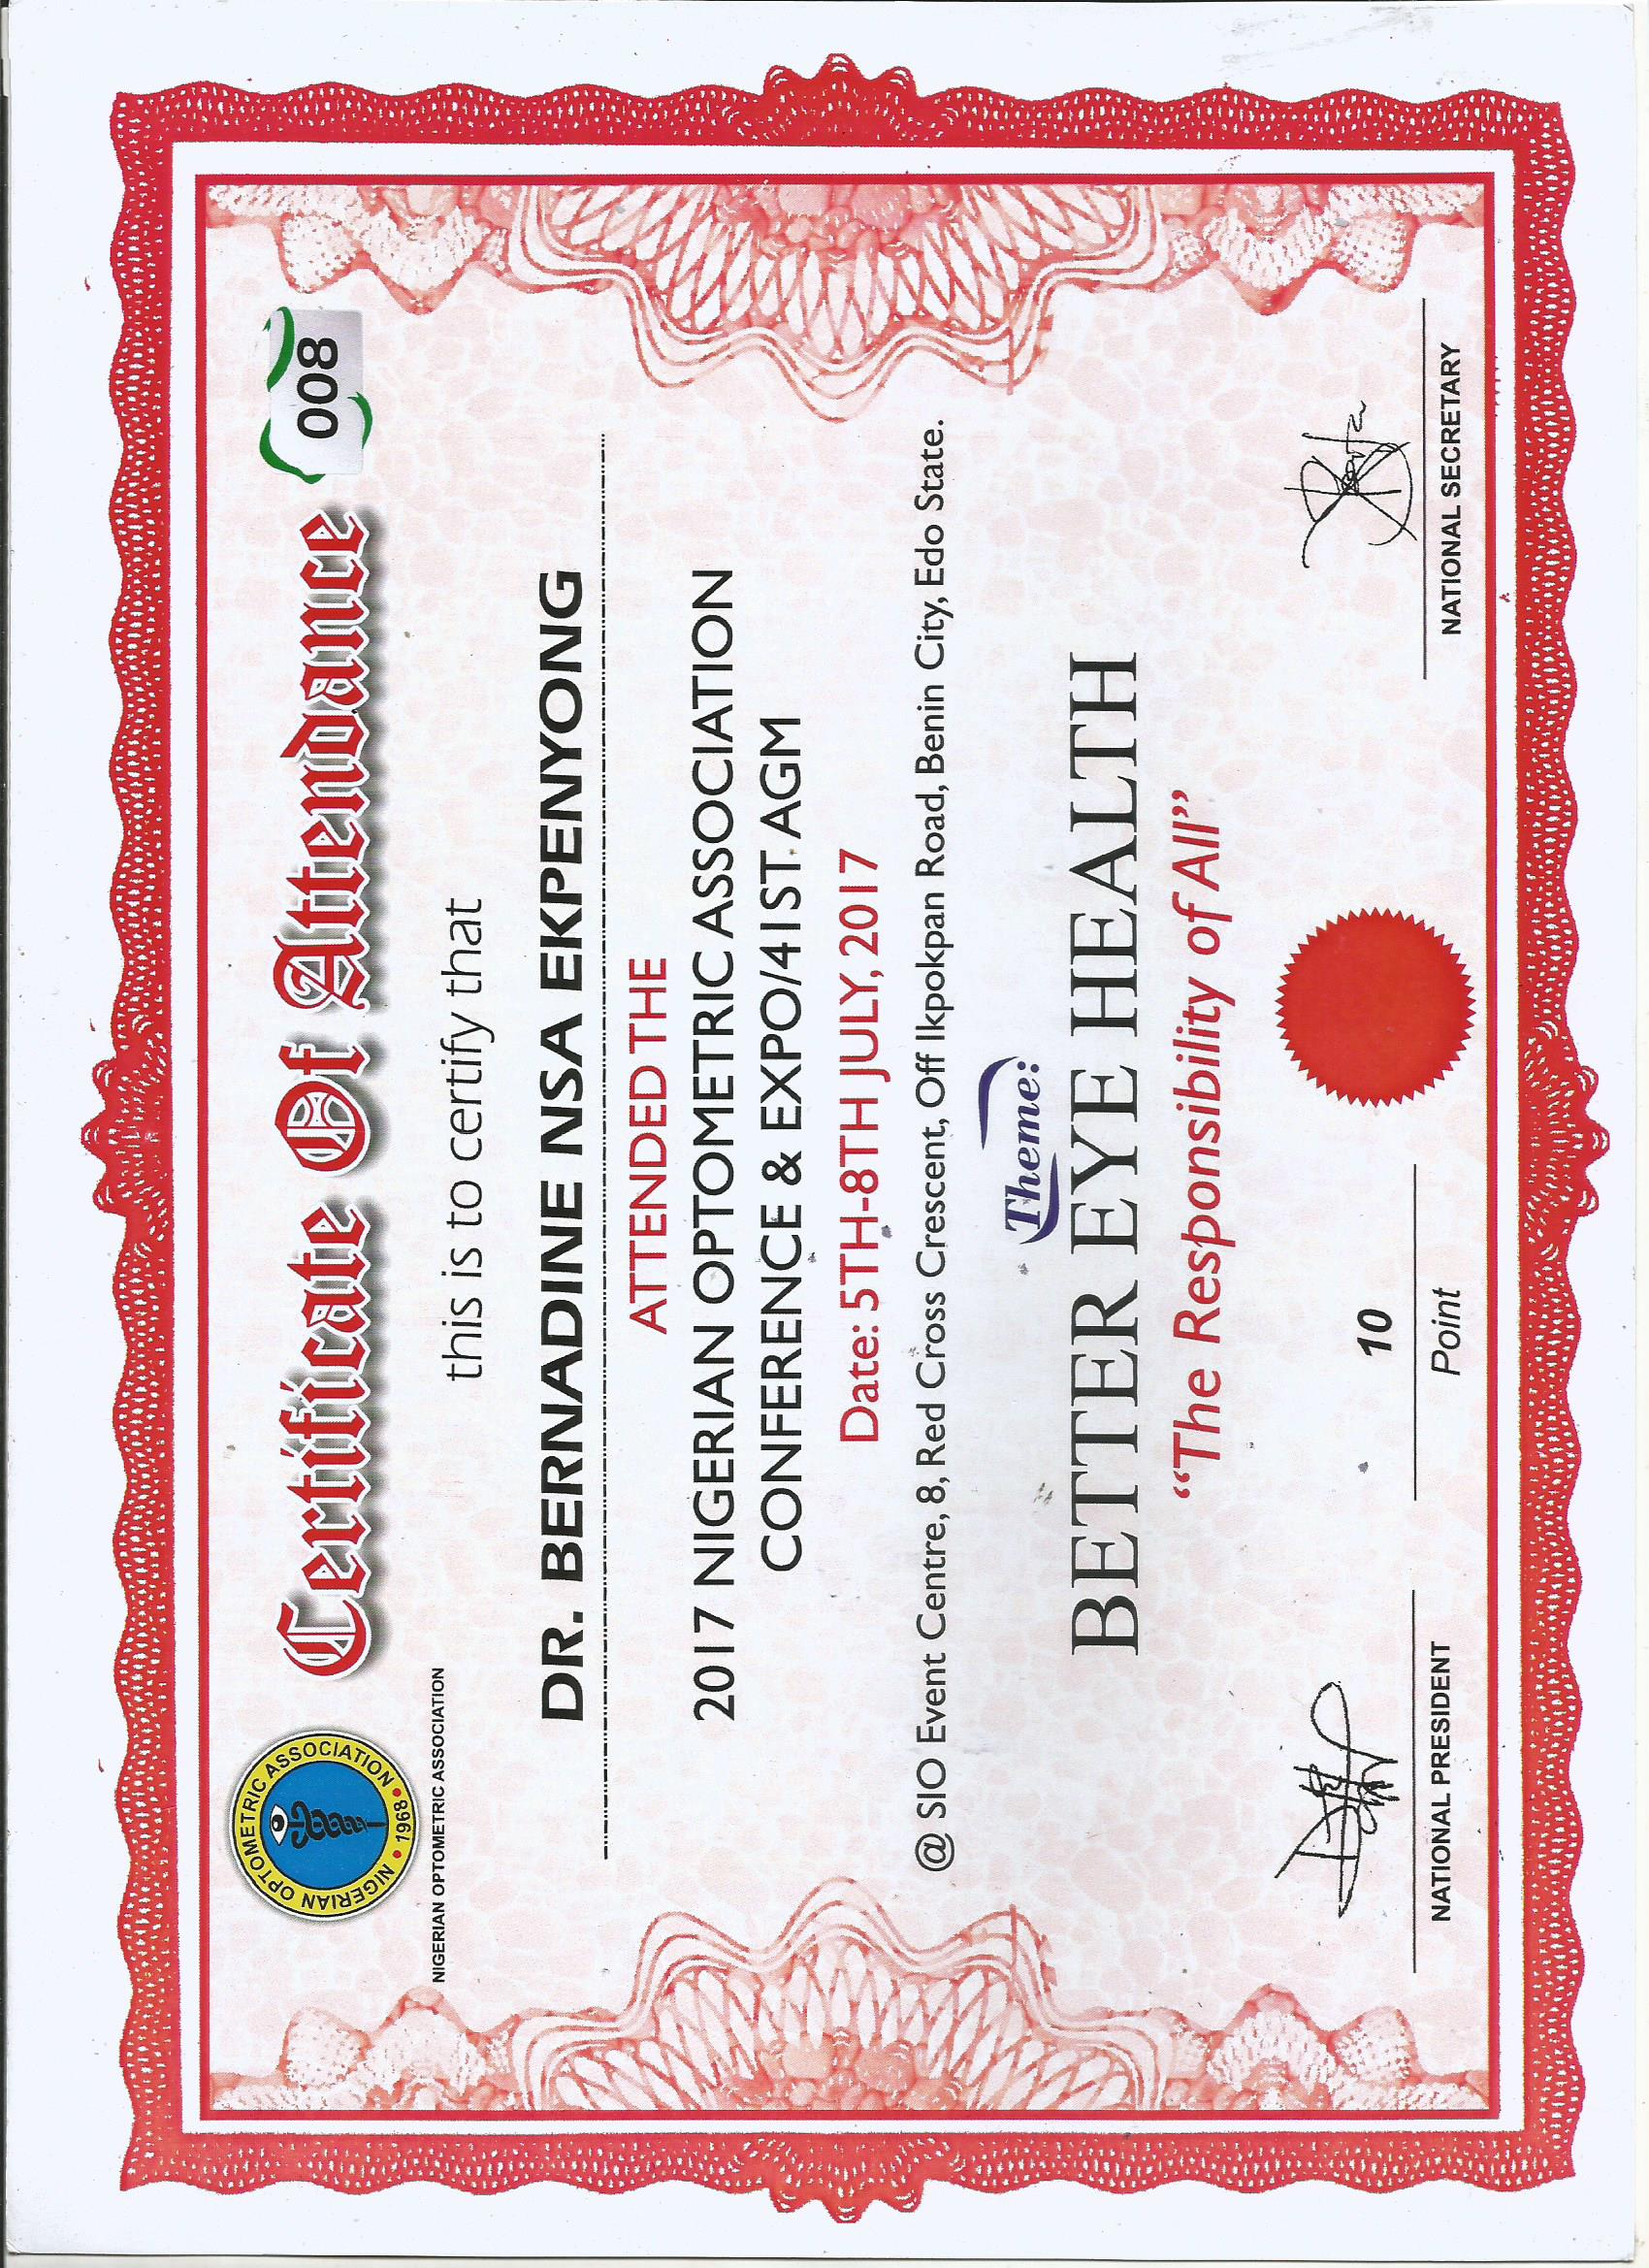 NIGERIAN OPTOMETRIC ASSOCIATION • 1968 •
NIGERIAN OPTOMETRIC ASSOCIATION
Certificate Of Attendance
008
this is to certify that
DR. BERNADINE NSA EKPENYONG
ATTENDED THE
2017 NIGERIAN OPTOMETRIC ASSOCIATION
CONFERENCE & EXPO/41ST AGM
Date: 5TH-8TH JULY, 2017
@ SIO Event Centre, 8, Red Cross Crescent, Off Ikpokpan Road, Benin City, Edo State.
Theme:
BETTER EYE HEALTH
“The Responsibility of All”
10
NATIONAL PRESIDENT
Point
NATIONAL SECRETARY